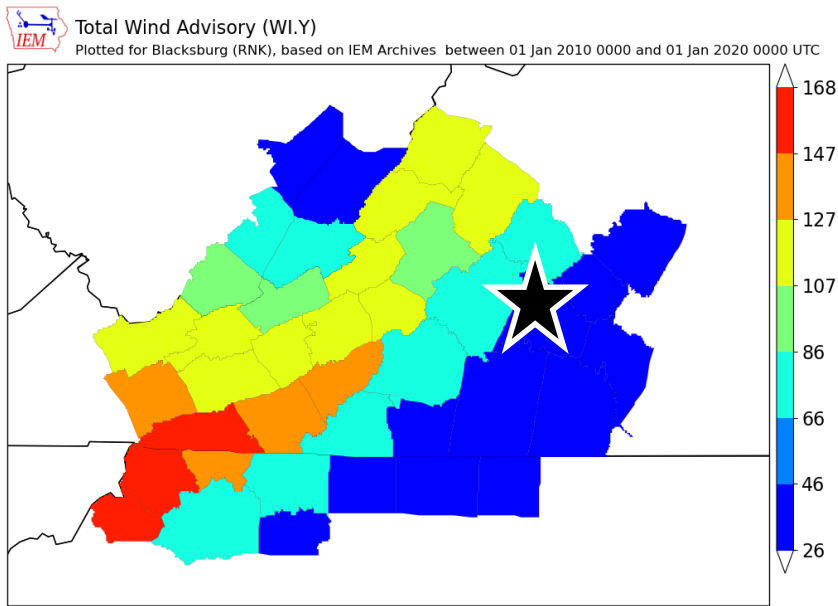 IEM
Total Wind Advisory (WI.Y)
Plotted for Blacksburg (RNK), based on IEM Archives between 01 Jan 2010 0000 and 01 Jan 2020 0000 UTC
168
147
127
107
86
66
46
26